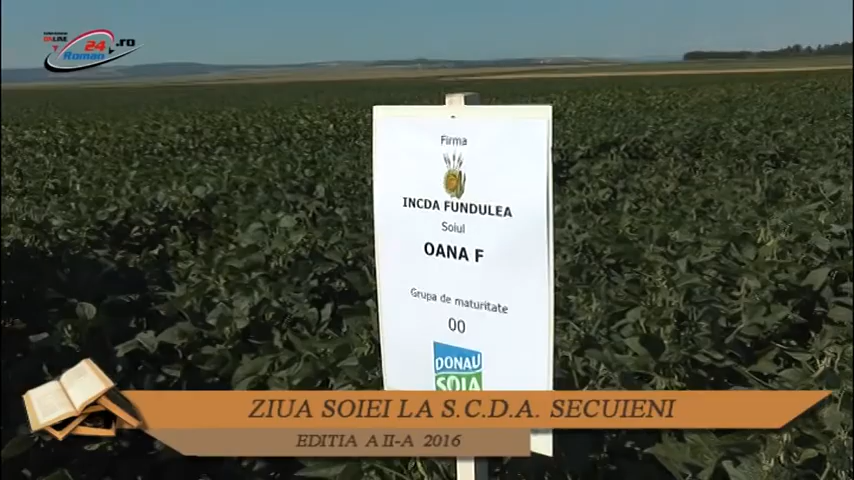 ONLINE
24.ro
Roman
Firma
INCDA FUNDULEA
Soiul
OANA F
Grupa de maturitate
00
DONAU
SOIA
ZIUA SOIEI LA S.C.D.A. SECUIENI
EDITIA A II-A 2016